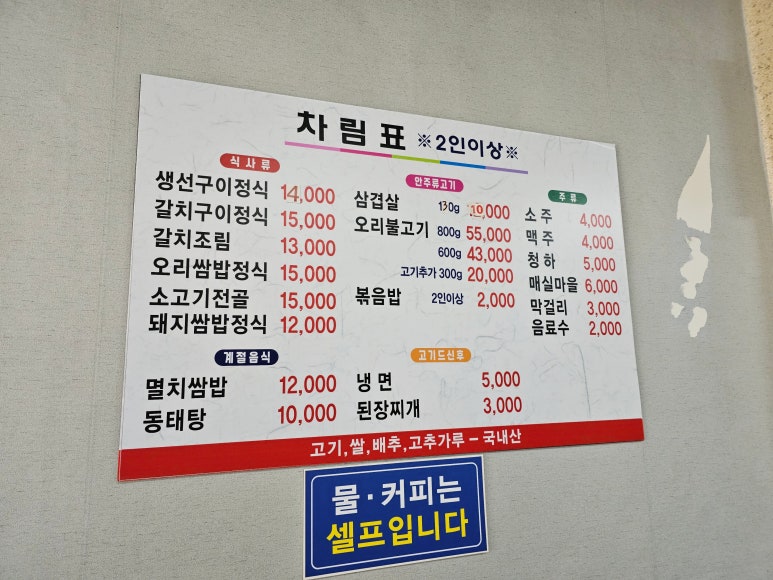 차림표 ※2인이상※
식사류
생선구이정식 14,000
갈치구이정식 15,000
갈치조림 13,000
오리쌈밥정식 15,000
소고기전골 15,000
돼지쌈밥정식 12,000
안주류고기
삼겹살 130g 10,000
오리불고기 800g 55,000
600g 43,000
고기추가 300g 20,000
볶음밥 2인이상 2,000
주류
소주 4,000
맥주 4,000
청하 5,000
매실마을 6,000
막걸리 3,000
음료수 2,000
계절음식
멸치쌈밥 12,000
동태탕 10,000
고기드신후
냉면 5,000
된장찌개 3,000
고기,쌀,배추,고추가루 - 국내산
물·커피는
셀프입니다